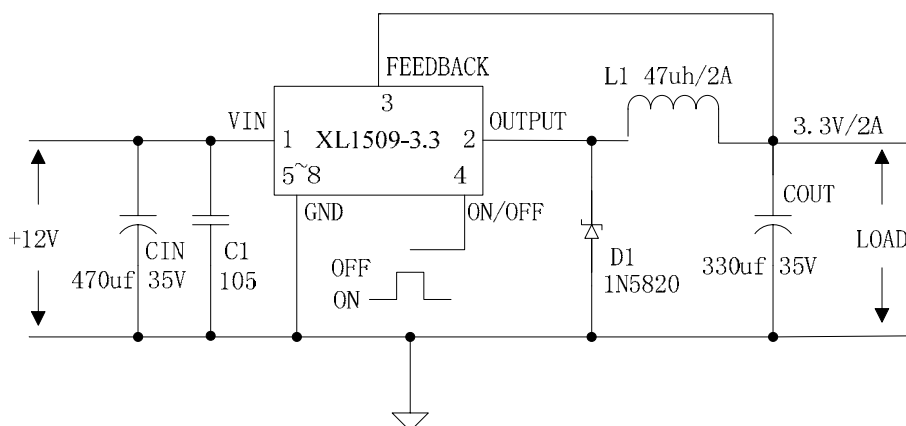 FEEDBACK
L1 47uh/2A
3
VIN
OUTPUT
3.3V/2A
1
XL1509-3.3
2
5~8
4
GND
ON/OFF
COUT
+12V
CIN
C1
OFF
D1
LOAD
470uf 35V
105
ON
1N5820
330uf 35V